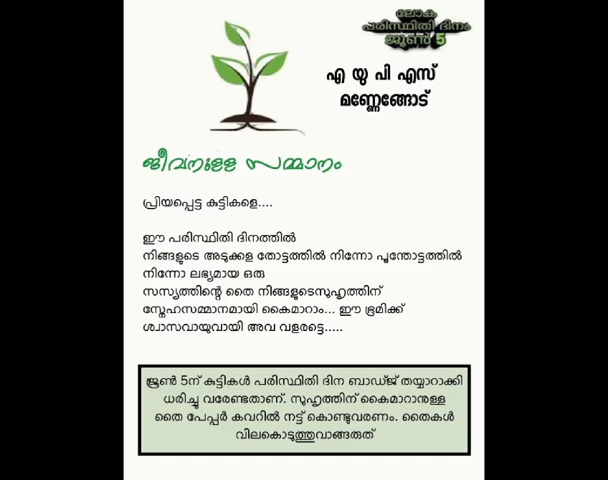 ലോക
പരിസ്ഥിതി ദിനം
ജൂൺ 5
എ യു പി എസ്
മണ്ണേങ്ങോട്
ജീവനുള്ള സമ്മാനം
പ്രിയപ്പെട്ട കുട്ടികളെ....
ഈ പരിസ്ഥിതി ദിനത്തിൽ
നിങ്ങളുടെ അടുക്കള തോട്ടത്തിൽ നിന്നോ പൂന്തോട്ടത്തിൽ
നിന്നോ ലഭ്യമായ ഒരു
സസ്യത്തിന്റെ തൈ നിങ്ങളുടെസുഹൃത്തിന്
സ്നേഹസമ്മാനമായി കൈമാറാം... ഈ ഭൂമിക്ക്
ശ്വാസവായുവായി അവ വളരട്ടെ.....
ജൂൺ 5ന് കുട്ടികൾ പരിസ്ഥിതി ദിന ബാഡ്ജ് തയ്യാറാക്കി
ധരിച്ചു വരേണ്ടതാണ്. സുഹൃത്തിന് കൈമാറാനുള്ള
തൈ പേപ്പർ കവറിൽ നട്ട് കൊണ്ടുവരണം. തൈകൾ
വിലകൊടുത്തുവാങ്ങരുത്